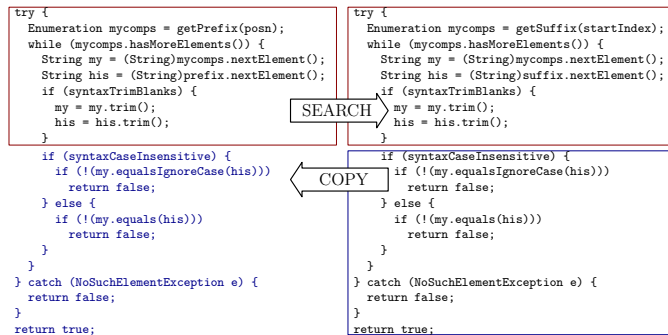 try {
  Enumeration mycomps = getPrefix(posn);
  while (mycomps.hasMoreElements()) {
    String my = (String)mycomps.nextElement();
    String his = (String)prefix.nextElement();
    if (syntaxTrimBlanks) {
      my = my.trim();
      his = his.trim();
    }
    if (syntaxCaseInsensitive) {
      if (!(my.equalsIgnoreCase(his)))
        return false;
    } else {
      if (!(my.equals(his)))
        return false;
    }
  }
} catch (NoSuchElementException e) {
  return false;
}
return true;
SEARCH
COPY
try {
  Enumeration mycomps = getSuffix(startIndex);
  while (mycomps.hasMoreElements()) {
    String my = (String)mycomps.nextElement();
    String his = (String)suffix.nextElement();
    if (syntaxTrimBlanks) {
      my = my.trim();
      his = his.trim();
    }
    if (syntaxCaseInsensitive) {
      if (!(my.equalsIgnoreCase(his)))
        return false;
    } else {
      if (!(my.equals(his)))
        return false;
    }
  }
} catch (NoSuchElementException e) {
  return false;
}
return true;